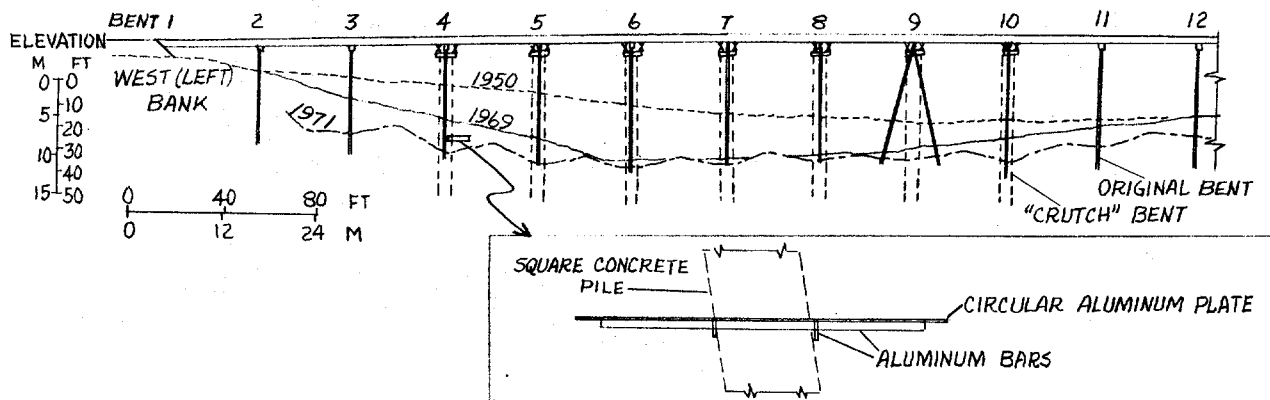 BENT 1 2 3 4 5 6 7 8 9 10 11 12
ELEVATION
M FT
WEST (LEFT)
BANK
1950
1969
1971
0 0
10
5
20
10 30
40
15 50
0 40 80 FT
0 12 24 M
ORIGINAL BENT
"CRUTCH" BENT
SQUARE CONCRETE
PILE
CIRCULAR ALUMINUM PLATE
ALUMINUM BARS